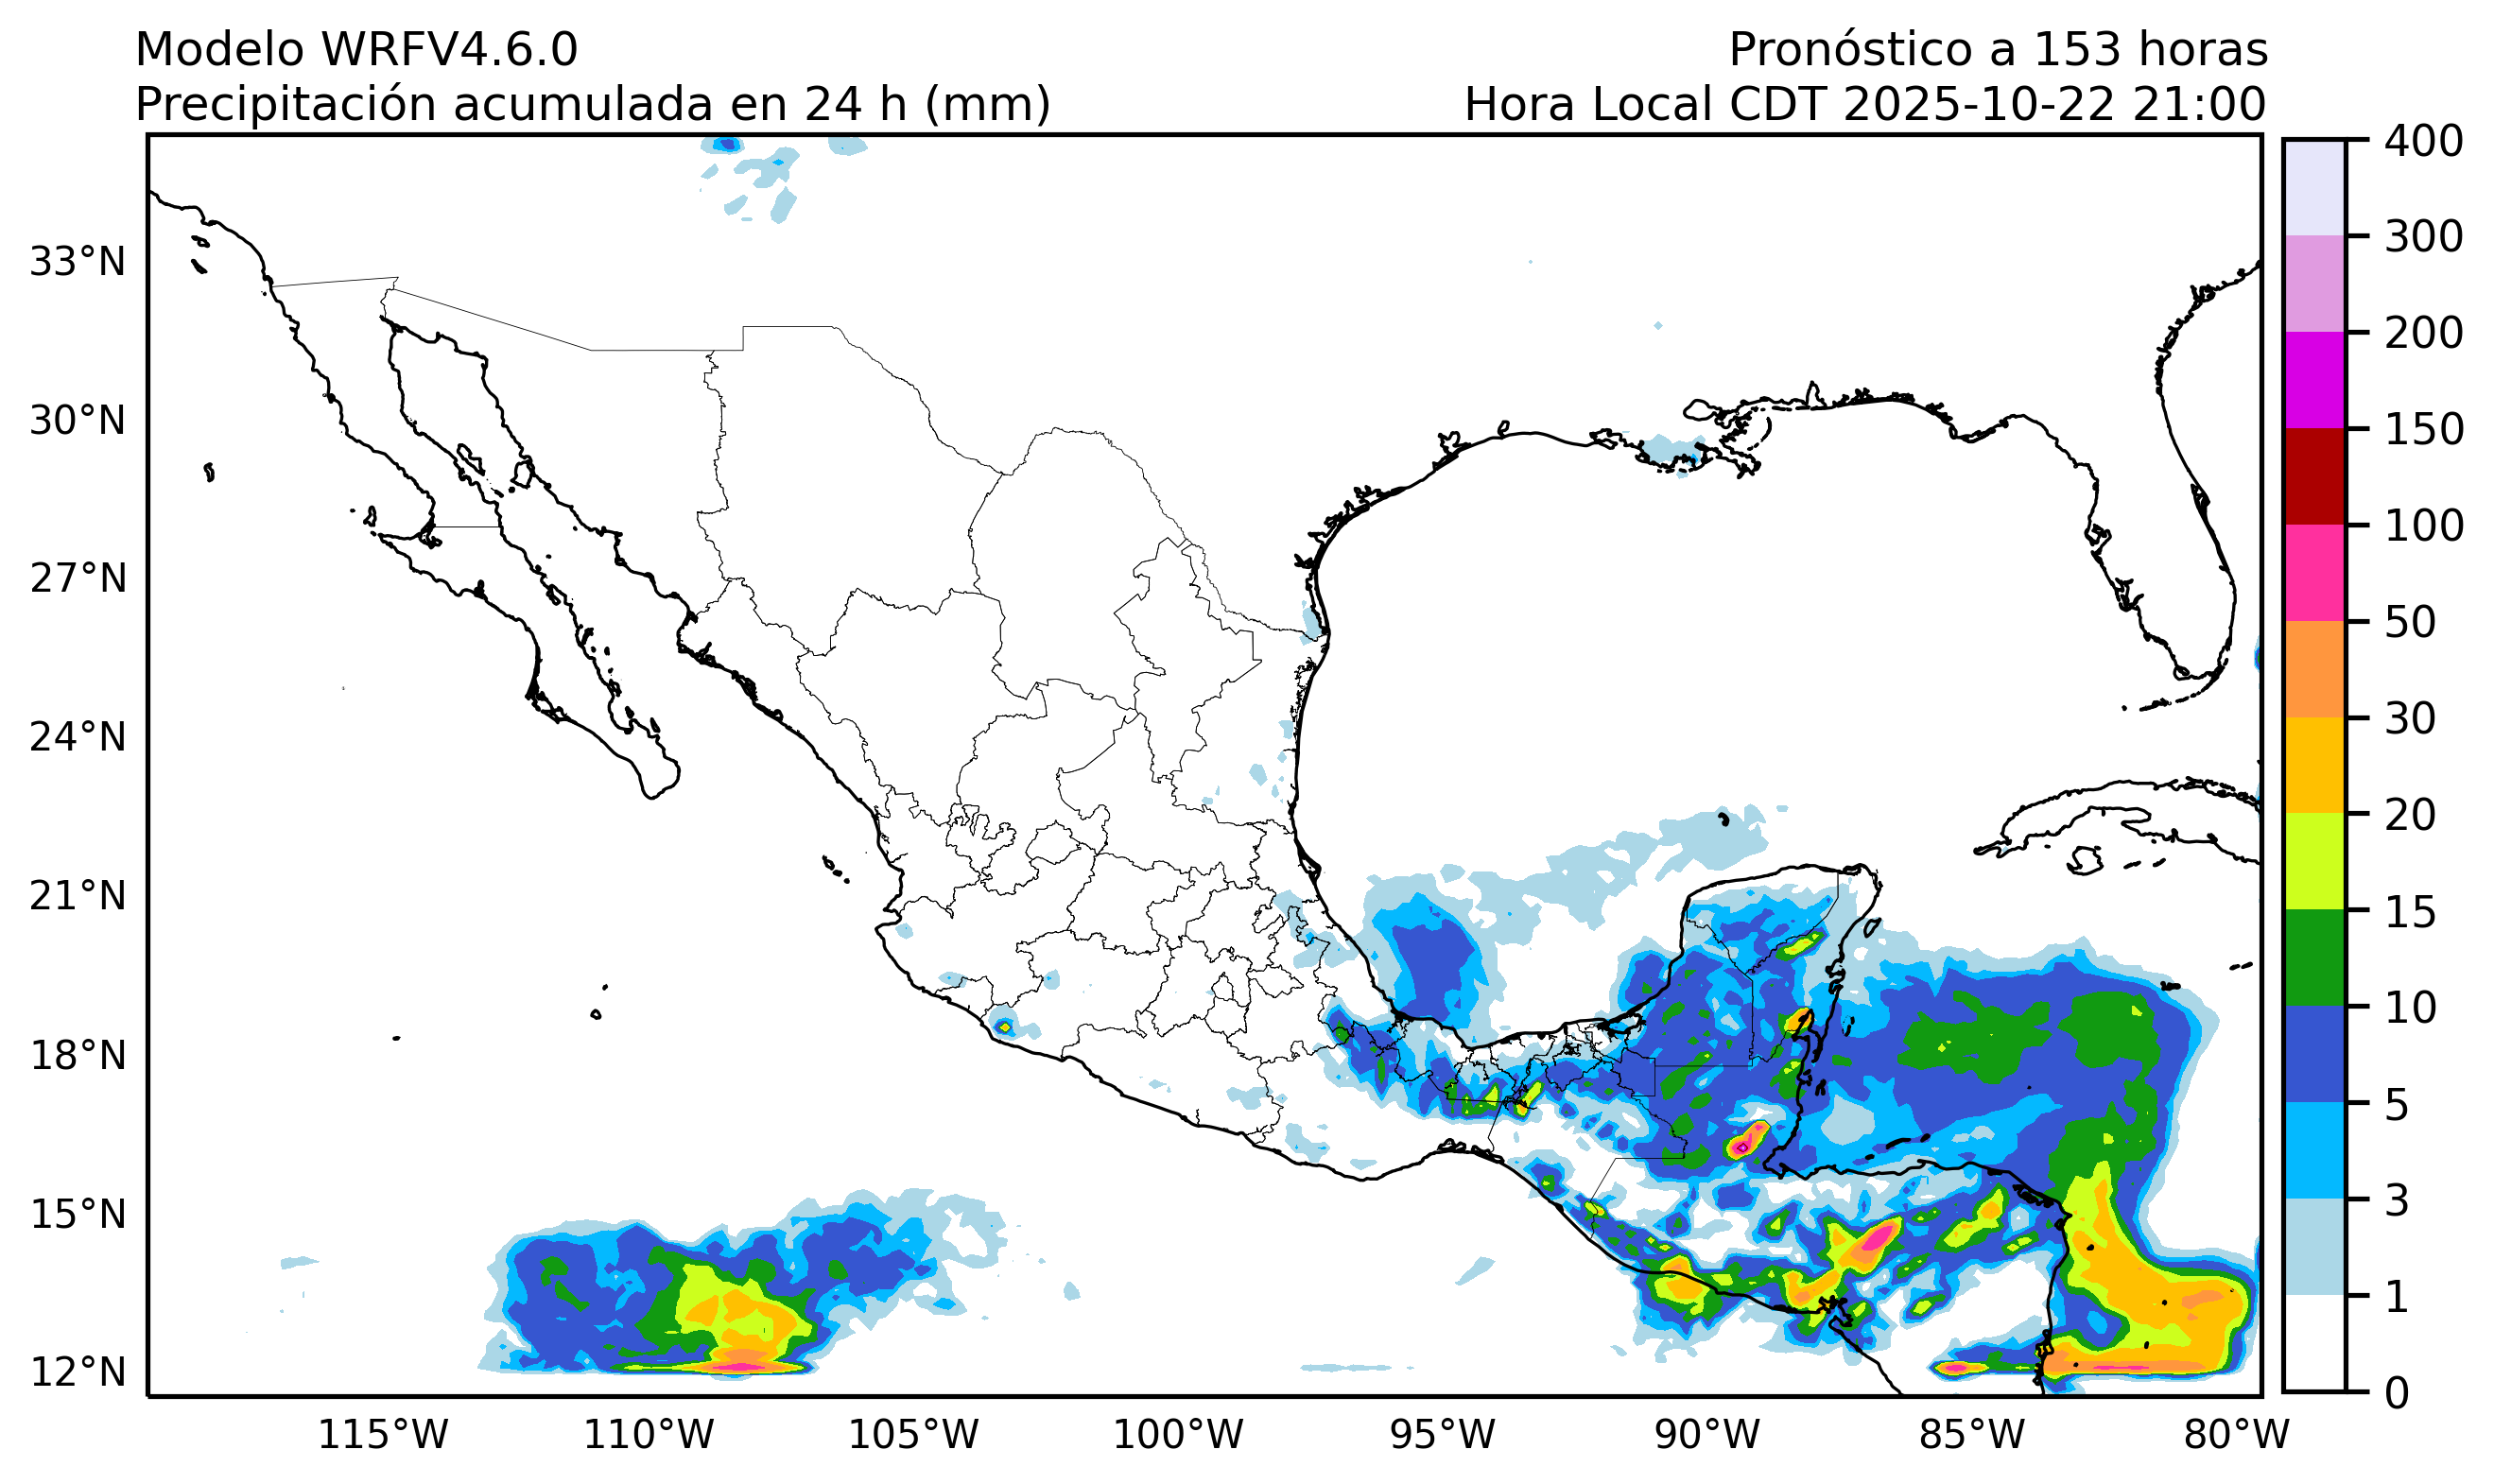 Modelo WRFV4.6.0
Pronóstico a 153 horas
Precipitación acumulada en 24 h (mm)
Hora Local CDT 2025-10-22 21:00
33°N
30°N
27°N
24°N
21°N
18°N
15°N
12°N
115°W
110°W
105°W
100°W
95°W
90°W
85°W
80°W
400
300
200
150
100
50
30
20
15
10
5
3
1
0